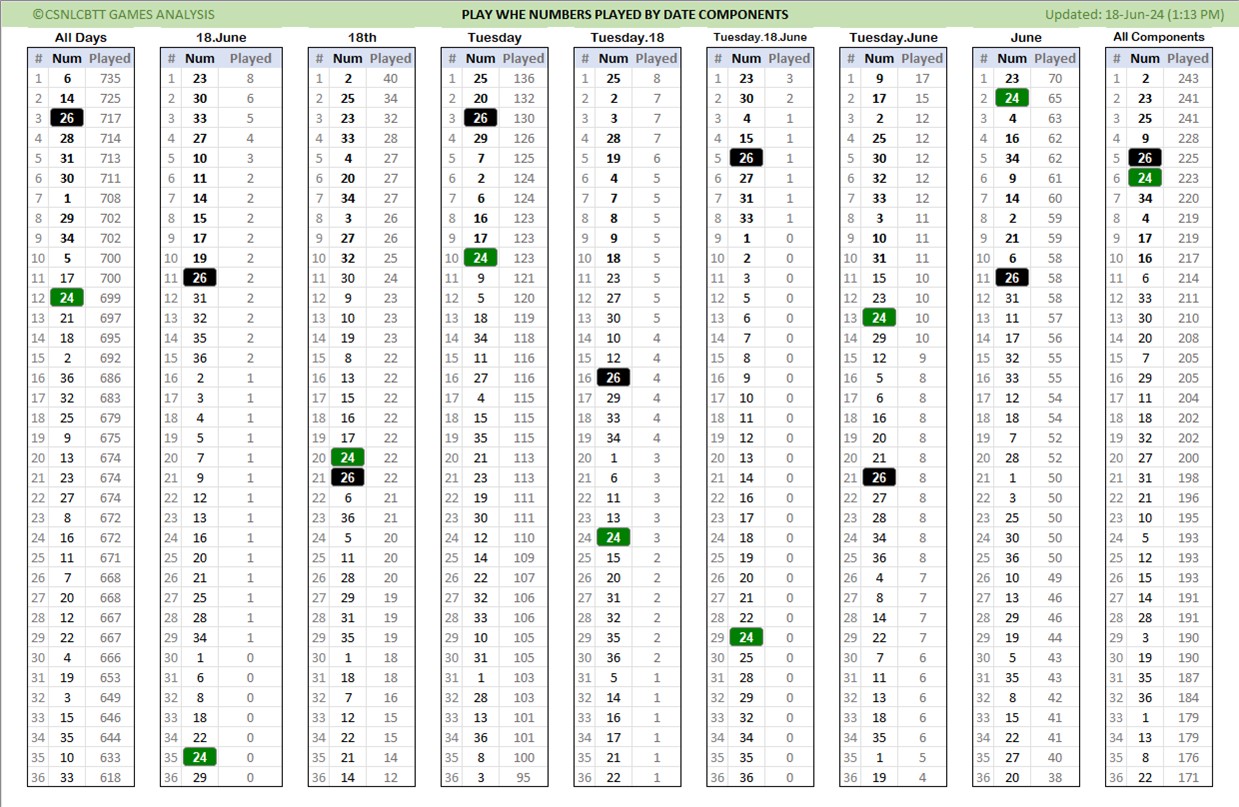 ©CSNLCBTT GAMES ANALYSIS PLAY WHE NUMBERS PLAYED BY DATE COMPONENTS Updated: 18-Jun-24 (1:13 PM)
All Days 18.June 18th Tuesday Tuesday.18 Tuesday.18.June Tuesday.June June All Components
# Num Played # Num Played # Num Played # Num Played # Num Played # Num Played # Num Played # Num Played # Num Played
1 6 735 1 23 8 1 2 40 1 25 136 1 25 8 1 23 3 1 9 17 1 23 70 1 2 243
2 14 725 2 30 6 2 25 34 2 20 132 2 2 7 2 30 2 2 17 15 2 24 65 2 23 241
3 26 717 3 33 5 3 23 32 3 26 130 3 3 7 3 4 1 3 2 12 3 4 63 3 25 241
4 28 714 4 27 4 4 33 28 4 29 126 4 28 7 4 15 1 4 25 12 4 16 62 4 9 228
5 31 713 5 10 3 5 4 27 5 7 125 5 19 6 5 26 1 5 30 12 5 34 62 5 26 225
6 30 711 6 11 2 6 20 27 6 2 124 6 4 5 6 27 1 6 32 12 6 9 61 6 24 223
7 1 708 7 14 2 7 34 27 7 6 124 7 7 5 7 31 1 7 33 12 7 14 60 7 34 220
8 29 702 8 15 2 8 3 26 8 16 123 8 8 5 8 33 1 8 3 11 8 2 59 8 4 219
9 34 702 9 17 2 9 27 26 9 17 123 9 9 5 9 1 0 9 10 11 9 21 59 9 17 219
10 5 700 10 19 2 10 32 25 10 24 123 10 18 5 10 2 0 10 31 11 10 6 58 10 16 217
11 17 700 11 26 2 11 30 24 11 9 121 11 23 5 11 3 0 11 15 10 11 26 58 11 6 214
12 24 699 12 31 2 12 9 23 12 5 120 12 27 5 12 5 0 12 23 10 12 31 58 12 33 211
13 21 697 13 32 2 13 10 23 13 18 119 13 30 5 13 6 0 13 24 10 13 11 57 13 30 210
14 18 695 14 35 2 14 19 23 14 34 118 14 10 4 14 7 0 14 29 10 14 17 56 14 20 208
15 2 692 15 36 2 15 8 22 15 11 116 15 12 4 15 8 0 15 12 9 15 32 55 15 7 205
16 36 686 16 2 1 16 13 22 16 27 116 16 26 4 16 9 0 16 5 8 16 33 55 16 29 205
17 32 683 17 3 1 17 15 22 17 4 115 17 29 4 17 10 0 17 6 8 17 12 54 17 11 204
18 25 679 18 4 1 18 16 22 18 15 115 18 33 4 18 11 0 18 16 8 18 18 54 18 18 202
19 9 675 19 5 1 19 17 22 19 35 115 19 34 4 19 12 0 19 20 8 19 7 52 19 32 202
20 13 674 20 7 1 20 24 22 20 21 113 20 1 3 20 13 0 20 21 8 20 28 52 20 27 200
21 23 674 21 9 1 21 26 22 21 23 113 21 6 3 21 14 0 21 26 8 21 1 50 21 31 198
22 27 674 22 12 1 22 6 21 22 19 111 22 11 3 22 16 0 22 27 8 22 3 50 22 21 196
23 8 672 23 13 1 23 36 21 23 30 111 23 13 3 23 17 0 23 28 8 23 25 50 23 10 195
24 16 672 24 16 1 24 5 20 24 12 110 24 24 3 24 18 0 24 34 8 24 30 50 24 5 193
25 11 671 25 20 1 25 11 20 25 14 109 25 15 2 25 19 0 25 36 8 25 36 50 25 12 193
26 7 668 26 21 1 26 28 20 26 22 107 26 20 2 26 20 0 26 4 7 26 10 49 26 15 193
27 20 668 27 25 1 27 29 19 27 32 106 27 31 2 27 21 0 27 8 7 27 13 46 27 14 191
28 12 667 28 28 1 28 31 19 28 33 106 28 32 2 28 22 0 28 14 7 28 29 46 28 28 191
29 22 667 29 34 1 29 35 19 29 10 105 29 35 2 29 24 0 29 22 7 29 19 44 29 3 190
30 4 666 30 1 0 30 1 18 30 31 105 30 36 2 30 25 0 30 7 6 30 5 43 30 19 190
31 19 653 31 6 0 31 18 18 31 1 103 31 5 1 31 28 0 31 11 6 31 35 43 31 35 187
32 3 649 32 8 0 32 7 16 32 28 103 32 14 1 32 29 0 32 13 6 32 8 42 32 36 184
33 15 646 33 18 0 33 12 15 33 13 101 33 16 1 33 32 0 33 18 6 33 15 41 33 1 179
34 35 644 34 22 0 34 22 15 34 36 101 34 17 1 34 34 0 34 35 6 34 22 41 34 13 179
35 10 633 35 24 0 35 21 14 35 8 100 35 21 1 35 35 0 35 1 5 35 27 40 35 8 176
36 33 618 36 29 0 36 14 12 36 3 95 36 22 1 36 36 0 36 19 4 36 20 38 36 22 171